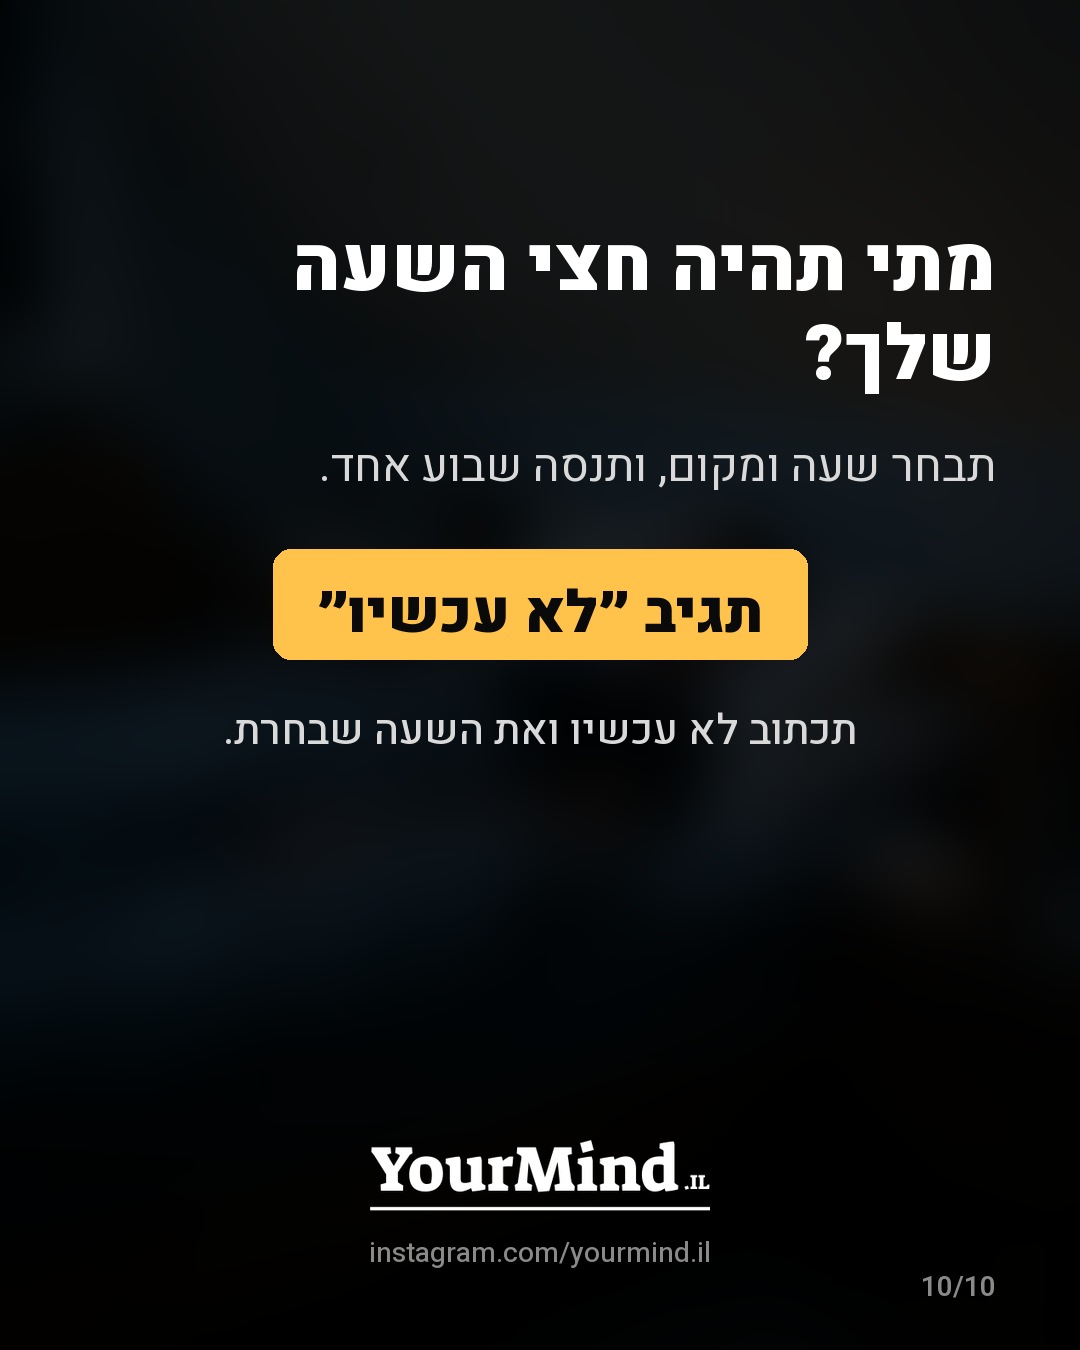 מתי תהיה חצי השעה
שלך?
תבחר שעה ומקום, ותנסה שבוע אחד.
תגיב ״לא עכשיו״
תכתוב לא עכשיו ואת השעה שבחרת.
YourMind.IL
instagram.com/yourmind.il
10/10